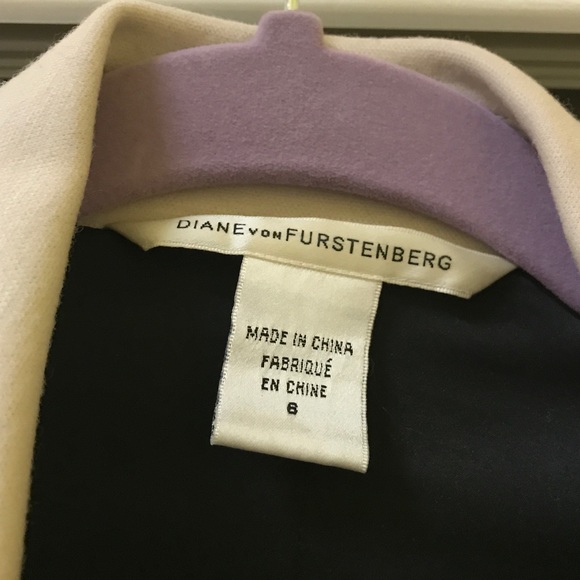 DIANE VON FURSTENBERG
MADE IN CHINA
FABRIQUÉ
EN CHINE
6